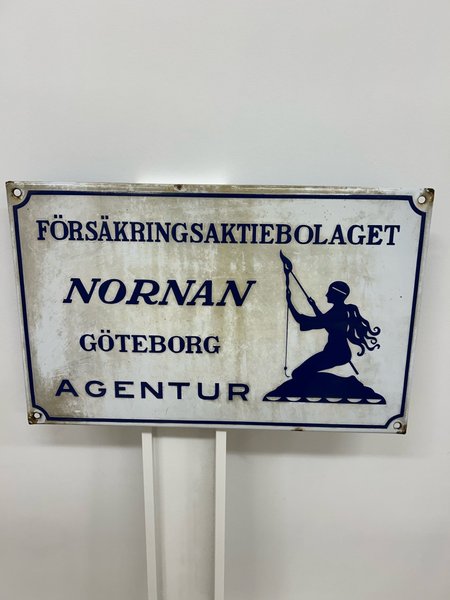 FÖRSÄKRINGSAKTIEBOLAGET
NORNAN
GÖTEBORG
AGENTUR